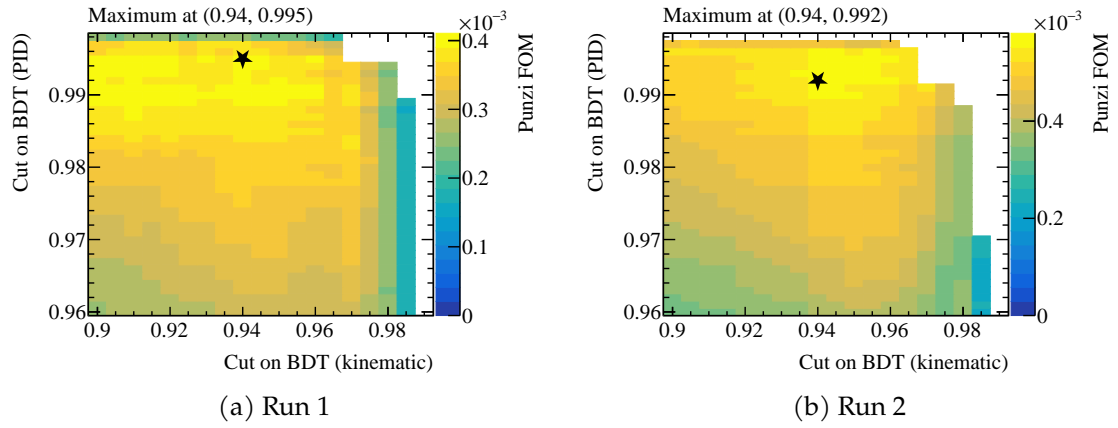 Maximum at (0.94, 0.995)
×10⁻³
Cut on BDT (PID)
0.99
0.98
0.97
0.96
0.9
0.92
0.94
0.96
0.98
Cut on BDT (kinematic)
0.4
0.3
0.2
0.1
0
Punzi FOM
(a) Run 1
Maximum at (0.94, 0.992)
×10⁻³
Cut on BDT (PID)
0.99
0.98
0.97
0.96
0.9
0.92
0.94
0.96
0.98
Cut on BDT (kinematic)
0.4
0.2
0
Punzi FOM
(b) Run 2